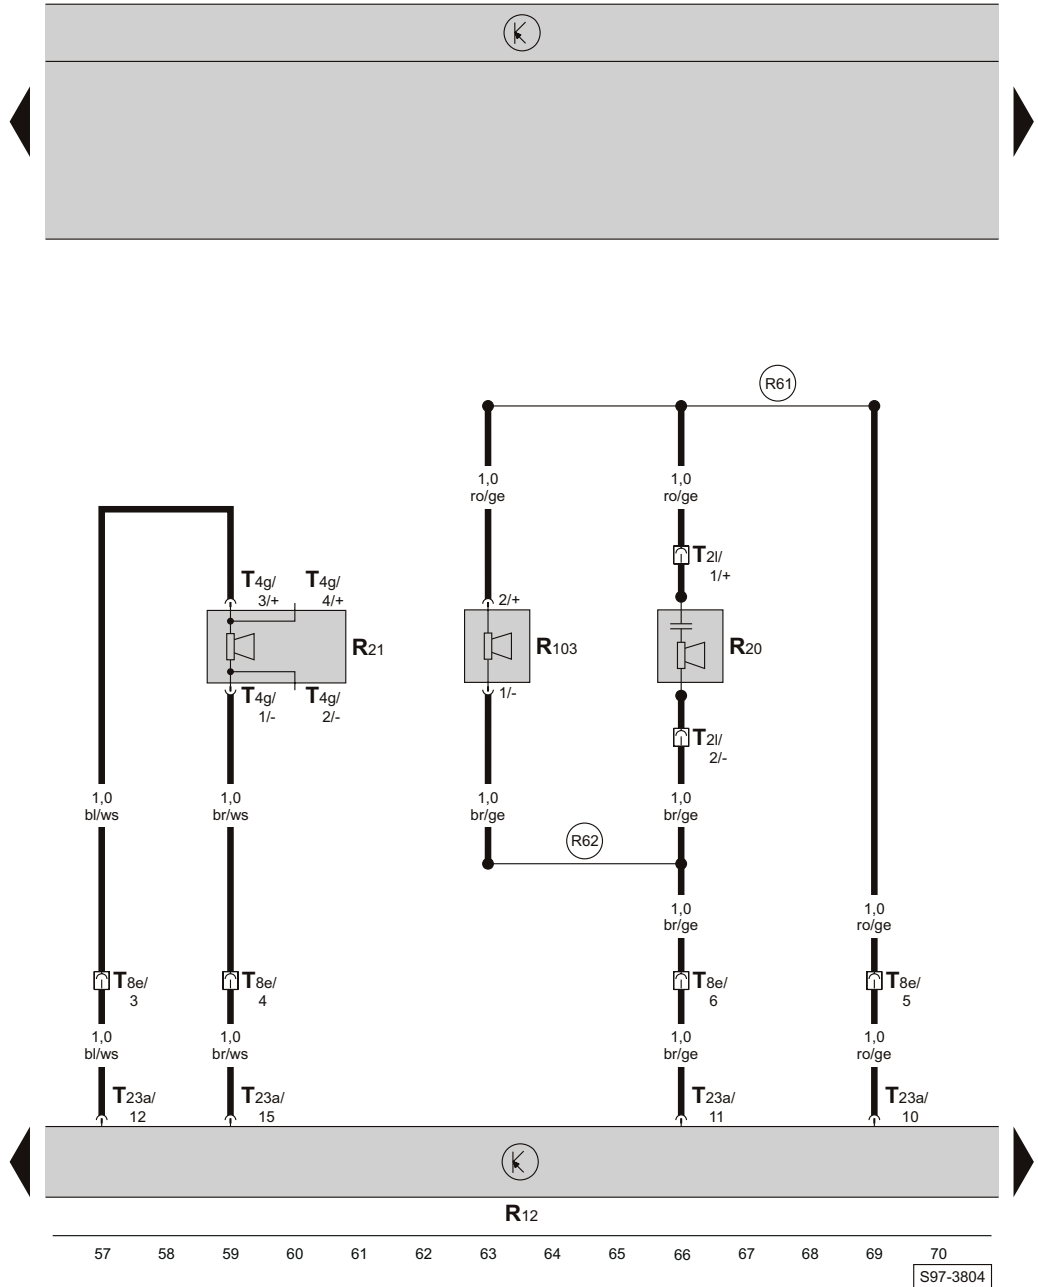 R61
1,0
ro/ge
1,0
ro/ge
T2l/
1/+
T4g/
3/+
T4g/
4/+
2/+
R21
R103
R20
T4g/
1/-
T4g/
2/-
1/-
T2l/
2/-
1,0
bl/ws
1,0
br/ws
1,0
br/ge
1,0
br/ge
R62
1,0
br/ge
1,0
ro/ge
T8e/
3
T8e/
4
T8e/
6
T8e/
5
1,0
bl/ws
1,0
br/ws
1,0
br/ge
1,0
ro/ge
T23a/
12
T23a/
15
T23a/
11
T23a/
10
R12
57 58 59 60 61 62 63 64 65 66 67 68 69 70
S97-3804